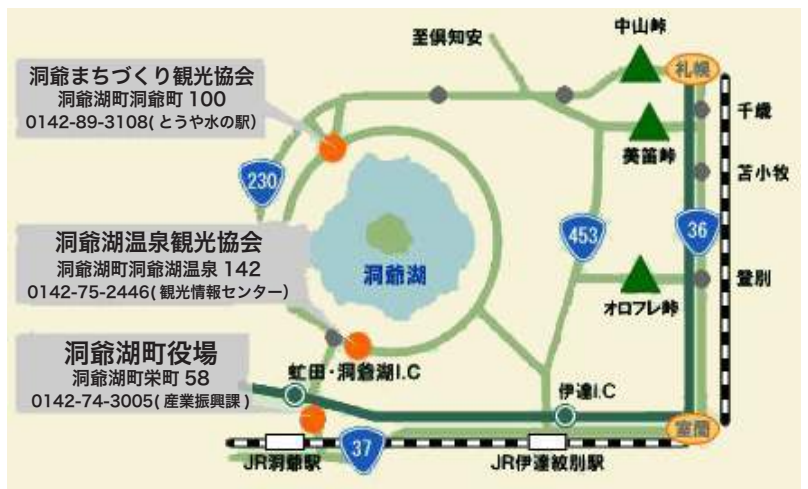 中山峠
至倶知安
札幌
洞爺まちづくり観光協会
洞爺湖町洞爺町 100
0142-89-3108( とうや水の駅)
千歳
美笛峠
苫小牧
230
洞爺湖温泉観光協会
洞爺湖町洞爺湖温泉 142
0142-75-2446( 観光情報センター)
453
36
洞爺湖
登別
オロフレ峠
洞爺湖町役場
洞爺湖町栄町 58
0142-74-3005( 産業振興課 )
虻田・洞爺湖I.C
伊達I.C
室蘭
37
JR洞爺駅
JR伊達紋別駅